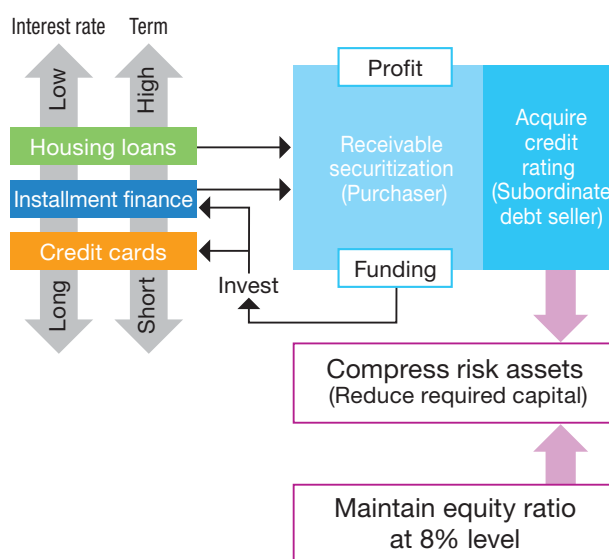 Interest rate
Term
Low
High
Housing loans
Installment finance
Credit cards
Long
Short
Invest
Profit
Receivable
securitization
(Purchaser)
Funding
Acquire
credit
rating
(Subordinate
debt seller)
Compress risk assets
(Reduce required capital)
Maintain equity ratio
at 8% level